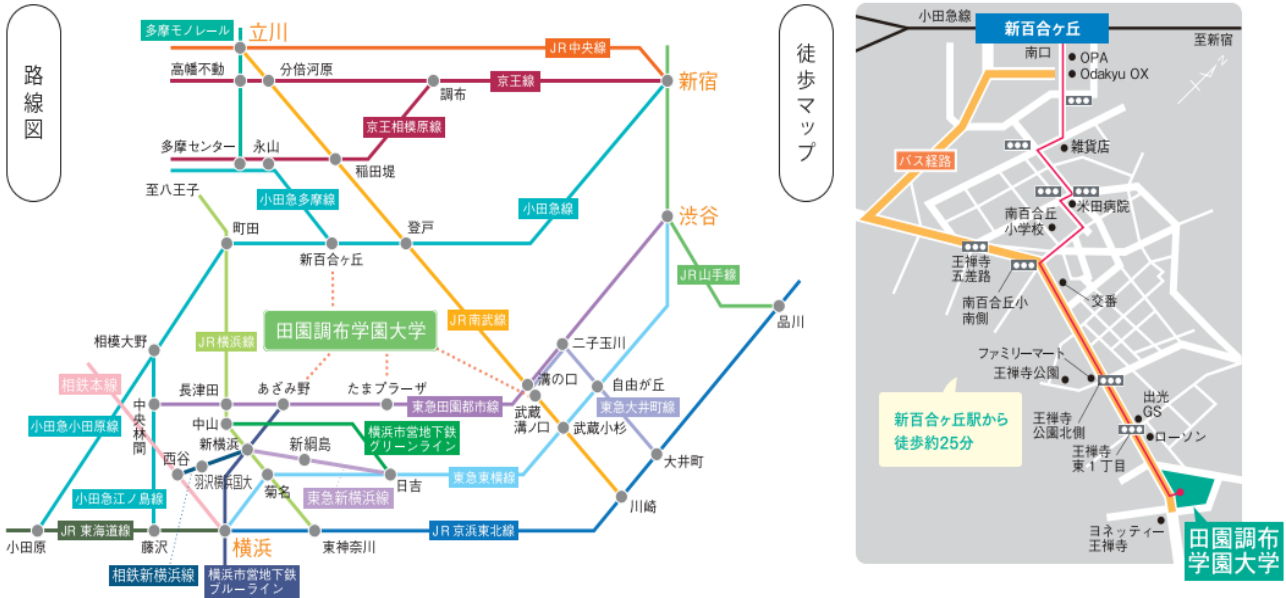 路線図
多摩モノレール
立川
JR中央線
高幡不動
分倍河原
京王線
新宿
調布
京王相模原線
多摩センター
永山
稲田堤
至八王子
小田急多摩線
小田急線
渋谷
町田
新百合ヶ丘
登戸
JR山手線
田園調布学園大学
JR南武線
品川
相模大野
JR横浜線
二子玉川
相鉄本線
長津田
あざみ野
たまプラーザ
溝の口
自由が丘
東急田園都市線
東急大井町線
中央林間
中山
武蔵
溝ノ口
武蔵小杉
小田急小田原線
横浜市営地下鉄
グリーンライン
新横浜
新綱島
西谷
羽沢横浜国大
大井町
菊名
日吉
東急東横線
東急新横浜線
小田急江ノ島線
川崎
JR 東海道線
JR 京浜東北線
小田原
藤沢
横浜
東神奈川
相鉄新横浜線
横浜市営地下鉄
ブルーライン
徒歩マップ
小田急線
新百合ヶ丘
至新宿
南口
OPA
Odakyu OX
雑貨店
バス経路
米田病院
南百合丘
小学校
王禅寺
五差路
南百合丘小
南側
交番
ファミリーマート
王禅寺公園
新百合ヶ丘駅から
徒歩約25分
王禅寺
公園北側
出光
GS
ローソン
王禅寺
東1丁目
ヨネッティー
王禅寺
田園調布
学園大学